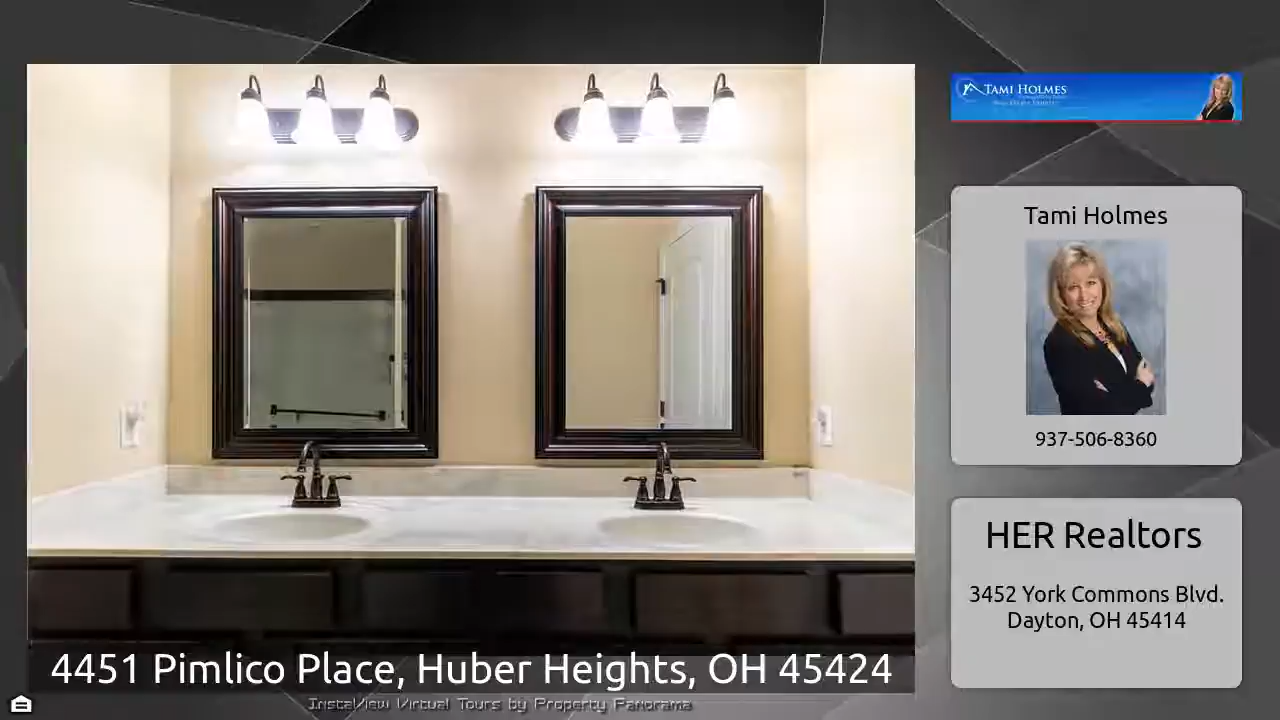 TAMI HOLMES
Tami Holmes
937-506-8360
HER Realtors
3452 York Commons Blvd.
Dayton, OH 45414
4451 Pimlico Place, Huber Heights, OH 45424
InstaView Virtual Tours by Property Panorama